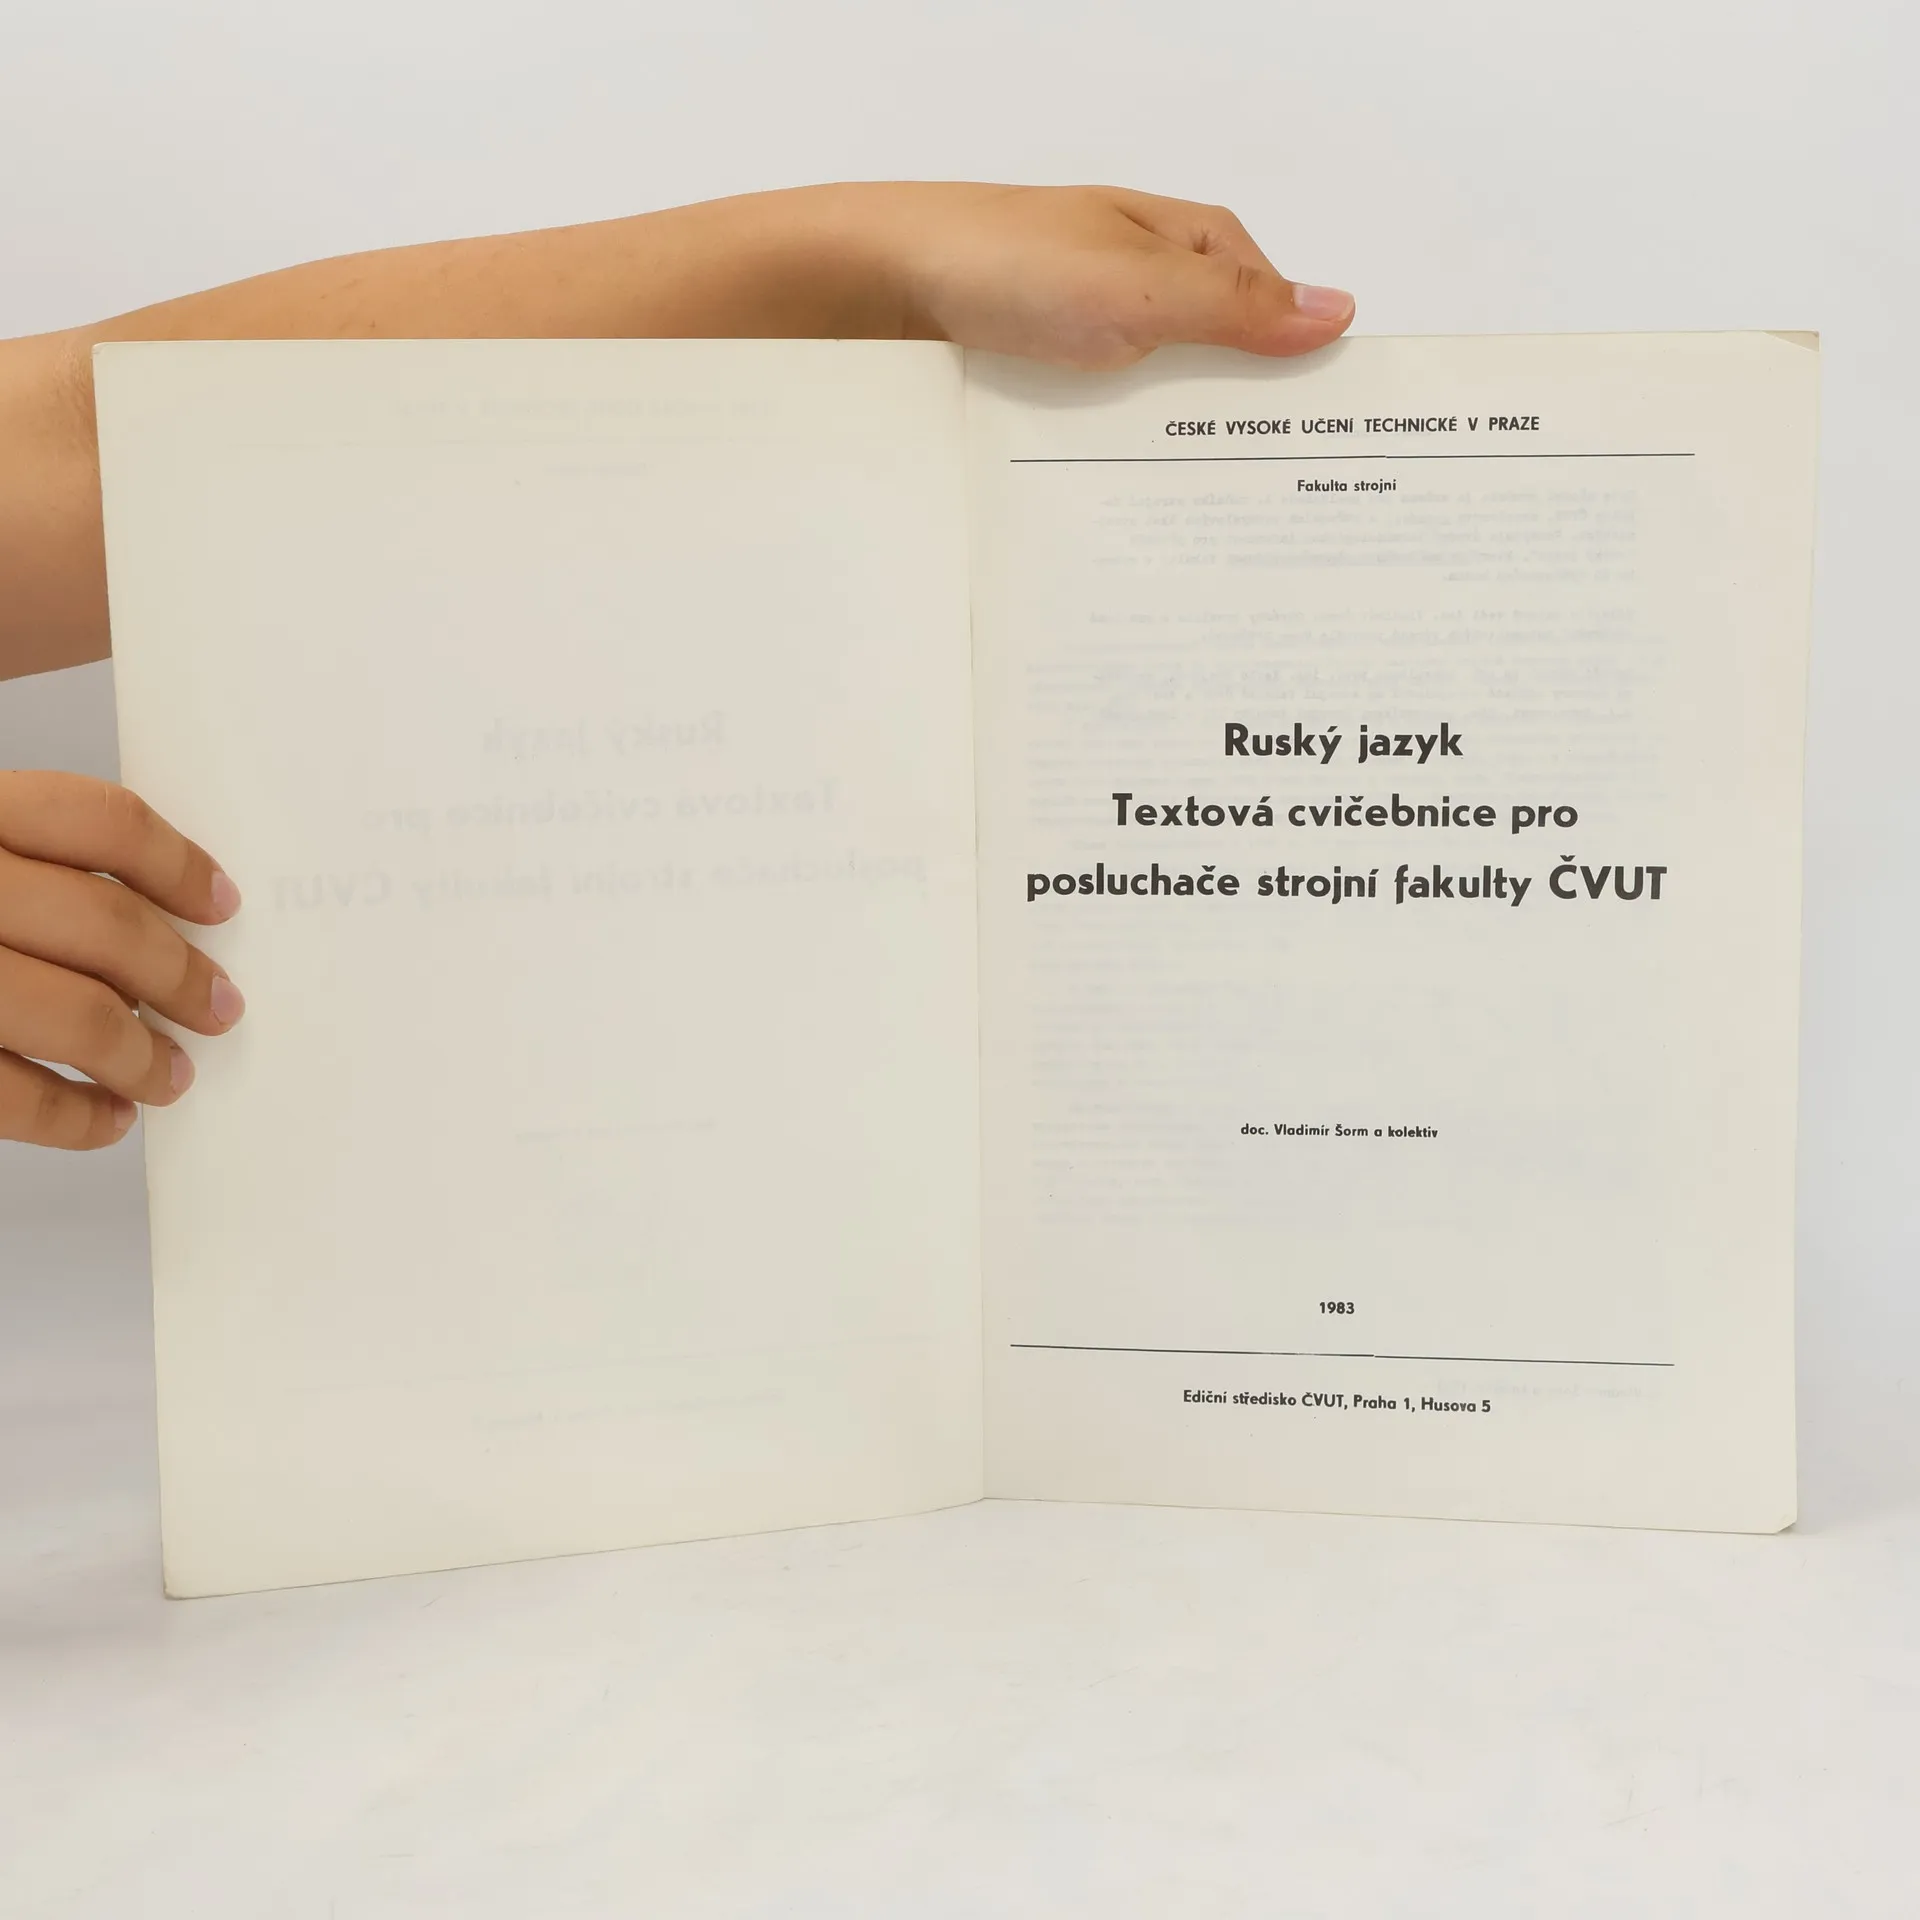 ČESKÉ VYSOKÉ UČENÍ TECHNICKÉ V PRAZE
Fakulta strojní
Ruský jazyk
Textová cvičebnice pro
posluchače strojní fakulty ČVUT
doc. Vladimír Šorm a kolektiv
1983
Ediční středisko ČVUT, Praha 1, Husova 5